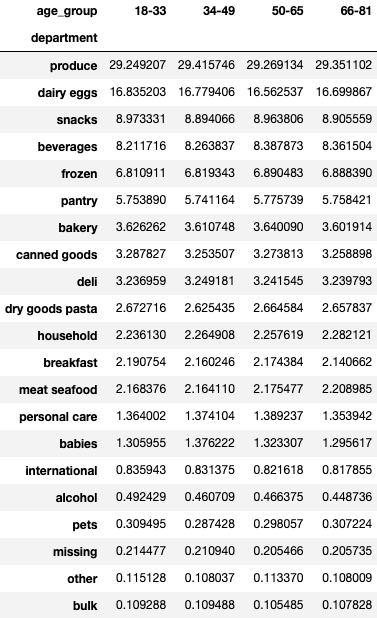 age_group 18-33 34-49 50-65 66-81
department
produce 29.249207 29.415746 29.269134 29.351102
dairy eggs 16.835203 16.779406 16.562537 16.699867
snacks 8.973331 8.894066 8.963806 8.905559
beverages 8.211716 8.263837 8.387873 8.361504
frozen 6.810911 6.819343 6.890483 6.888390
pantry 5.753890 5.741164 5.775739 5.758421
bakery 3.626262 3.610748 3.640090 3.601914
canned goods 3.287827 3.253507 3.273813 3.258898
deli 3.236959 3.249181 3.241545 3.239793
dry goods pasta 2.672716 2.625435 2.664584 2.657837
household 2.236130 2.264908 2.257619 2.282121
breakfast 2.190754 2.160246 2.174384 2.140662
meat seafood 2.168376 2.164110 2.175477 2.208985
personal care 1.364002 1.374104 1.389237 1.353942
babies 1.305955 1.376222 1.323307 1.295617
international 0.835943 0.831375 0.821618 0.817855
alcohol 0.492429 0.460709 0.466375 0.448736
pets 0.309495 0.287428 0.298057 0.307224
missing 0.214477 0.210940 0.205466 0.205735
other 0.115128 0.108037 0.113370 0.108009
bulk 0.109288 0.109488 0.105485 0.107828